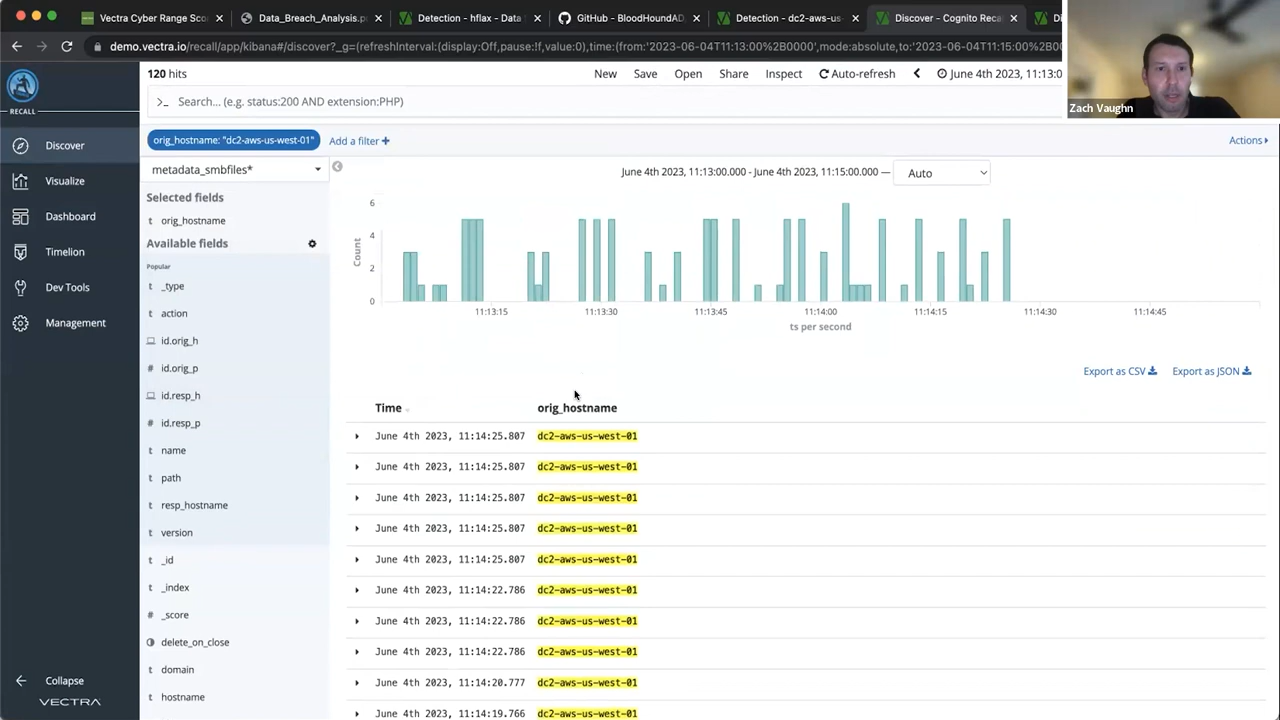 Vectra Cyber Range Sco
Data_Breach_Analysis.p
Detection - hflax - Data
GitHub - BloodHoundAD
Detection - dc2-aws-us-
Discover - Cognito Reca
De
demo.vectra.io/recall/app/kibana#/discover?_g=(refreshInterval:(display:Off,pause:!f,value:0),time:(from:'2023-06-04T11:13:00%2B0000',mode:absolute,to:'2023-06-04T11:15:00%2B0000'
Zach Vaughn
RECALL
Discover
Visualize
Dashboard
Timelion
Dev Tools
Management
Collapse
VECTRA
120 hits
New Save Open Share Inspect Auto-refresh June 4th 2023, 11:13:0
>_ Search... (e.g. status:200 AND extension:PHP)
orig_hostname: "dc2-aws-us-west-01" Add a filter + Actions
metadata_smbfiles*
Selected fields
t orig_hostname
Available fields
Popular
t _type
t action
id.orig_h
# id.orig_p
id.resp_h
t id.resp_p
t name
t path
t resp_hostname
t version
t _id
t _index
# _score
delete_on_close
t domain
t hostname
June 4th 2023, 11:13:00.000 - June 4th 2023, 11:15:00.000 — Auto
Count
6
4
2
0
11:13:15 11:13:30 11:13:45 11:14:00 11:14:15 11:14:30 11:14:45
ts per second
Export as CSV Export as JSON
Time orig_hostname
June 4th 2023, 11:14:25.807 dc2-aws-us-west-01
June 4th 2023, 11:14:25.807 dc2-aws-us-west-01
June 4th 2023, 11:14:25.807 dc2-aws-us-west-01
June 4th 2023, 11:14:25.807 dc2-aws-us-west-01
June 4th 2023, 11:14:25.807 dc2-aws-us-west-01
June 4th 2023, 11:14:22.786 dc2-aws-us-west-01
June 4th 2023, 11:14:22.786 dc2-aws-us-west-01
June 4th 2023, 11:14:22.786 dc2-aws-us-west-01
June 4th 2023, 11:14:20.777 dc2-aws-us-west-01
June 4th 2023, 11:14:19.766 dc2-aws-us-west-01